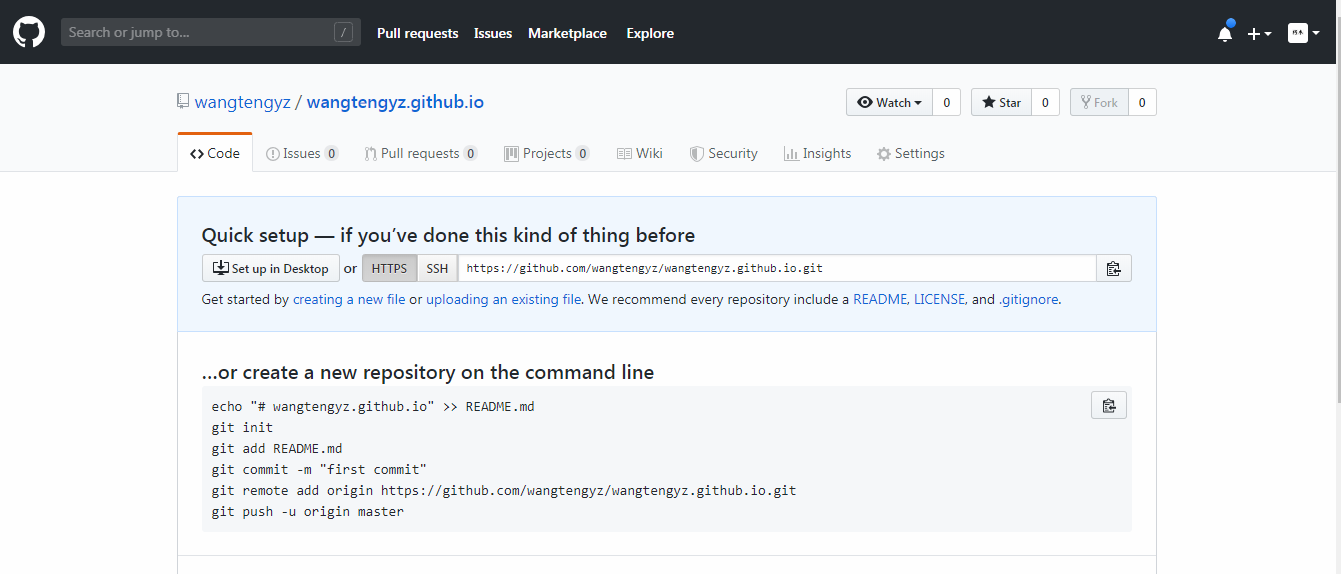 Search or jump to... /
Pull requests Issues Marketplace Explore
wangtengyz / wangtengyz.github.io
Watch 0 Star 0 Fork 0
Code Issues 0 Pull requests 0 Projects 0 Wiki Security Insights Settings
Quick setup — if you’ve done this kind of thing before
Set up in Desktop or HTTPS SSH https://github.com/wangtengyz/wangtengyz.github.io.git
Get started by creating a new file or uploading an existing file. We recommend every repository include a README, LICENSE, and .gitignore.
…or create a new repository on the command line
echo "# wangtengyz.github.io" >> README.md
git init
git add README.md
git commit -m "first commit"
git remote add origin https://github.com/wangtengyz/wangtengyz.github.io.git
git push -u origin master